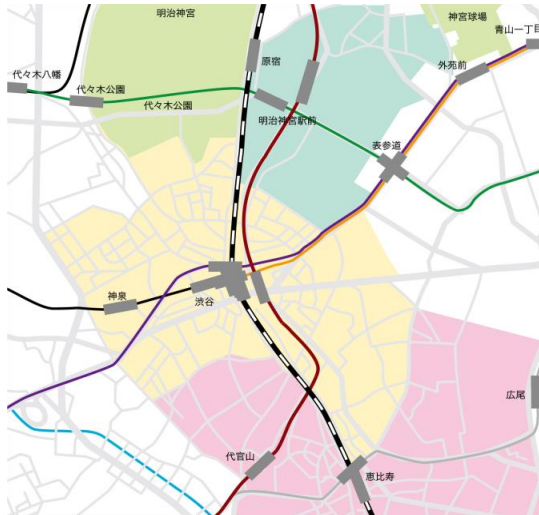 明治神宮
神宮球場
青山一丁目
原宿
外苑前
代々木八幡
代々木公園
代々木公園
明治神宮駅前
表参道
神泉
渋谷
広尾
代官山
恵比寿